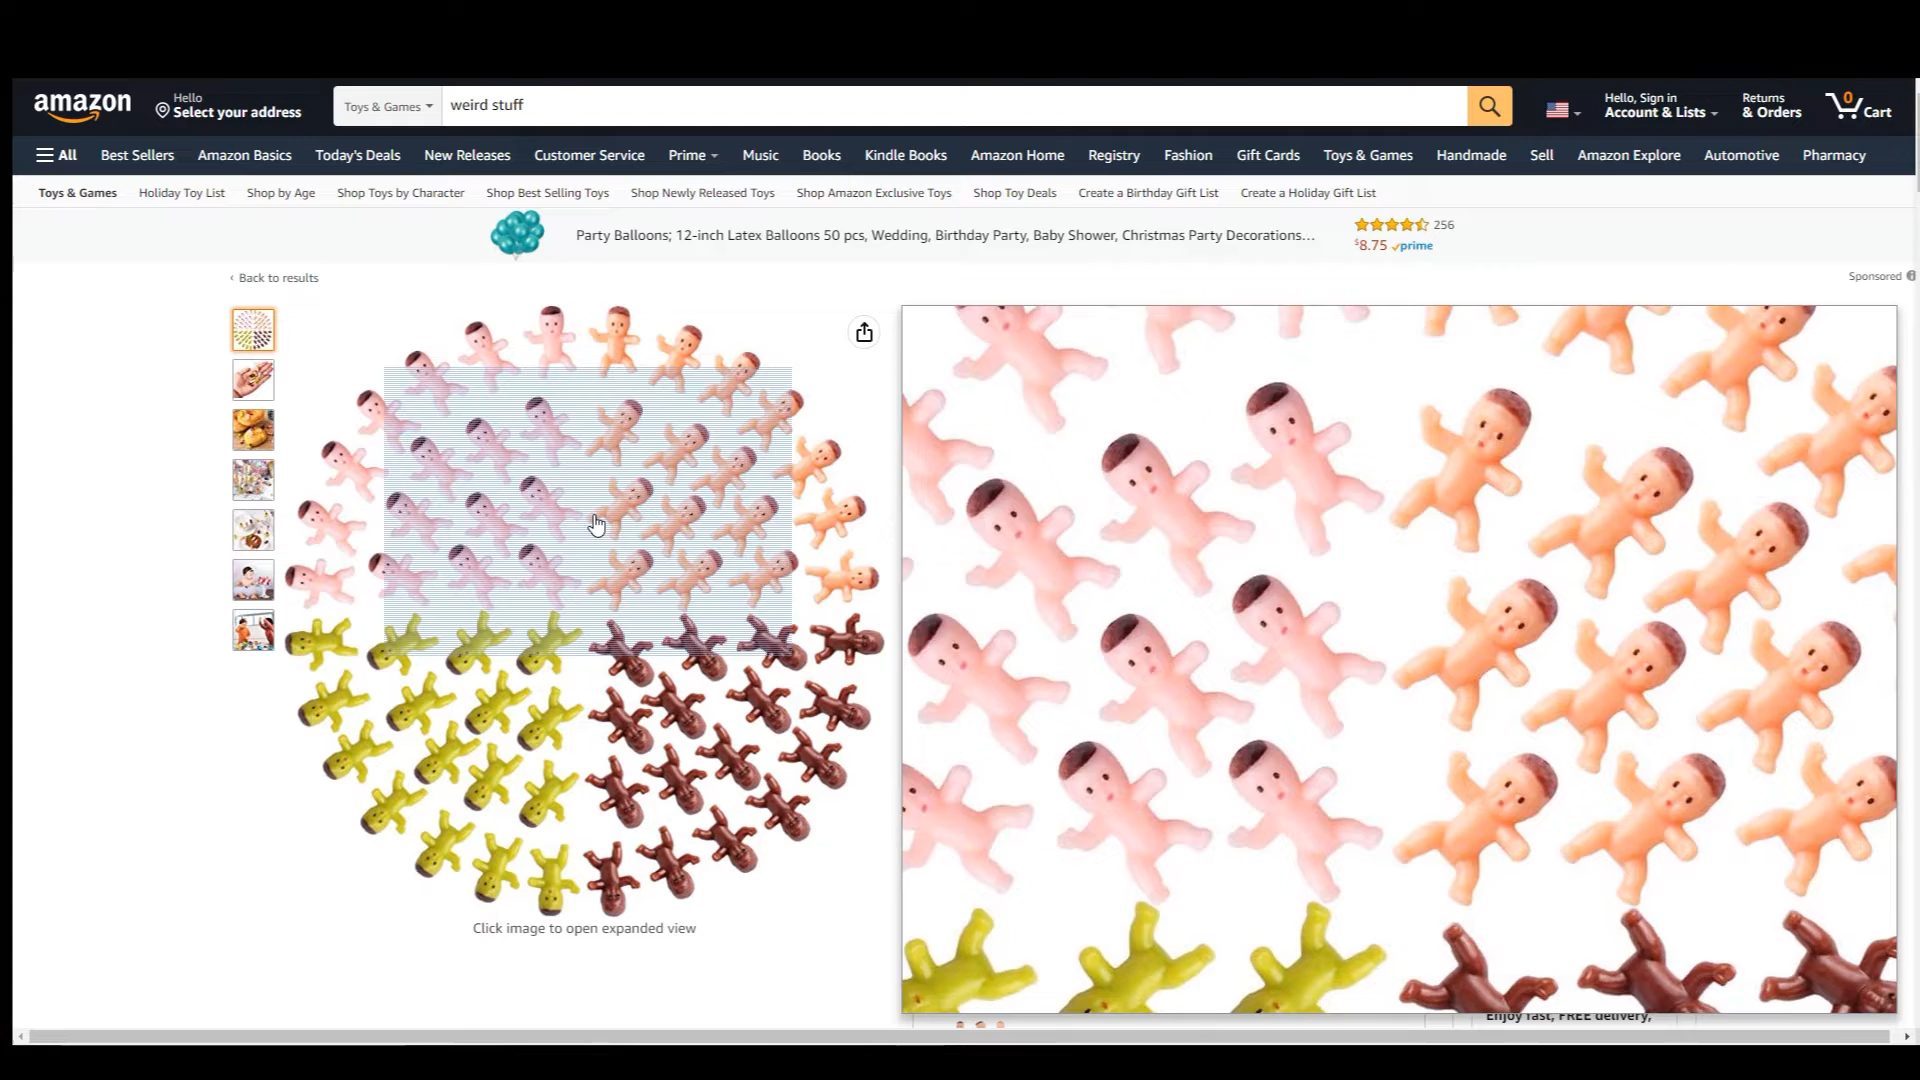 amazon
Hello
Select your address
Toys & Games
weird stuff
Hello, Sign in
Account & Lists
Returns
& Orders
0
Cart
All
Best Sellers
Amazon Basics
Today's Deals
New Releases
Customer Service
Prime
Music
Books
Kindle Books
Amazon Home
Registry
Fashion
Gift Cards
Toys & Games
Handmade
Sell
Amazon Explore
Automotive
Pharmacy
Toys & Games
Holiday Toy List
Shop by Age
Shop Toys by Character
Shop Best Selling Toys
Shop Newly Released Toys
Shop Amazon Exclusive Toys
Shop Toy Deals
Create a Birthday Gift List
Create a Holiday Gift List
Party Balloons; 12-inch Latex Balloons 50 pcs, Wedding, Birthday Party, Baby Shower, Christmas Party Decorations...
256
$8.75 prime
‹ Back to results
Sponsored
Click image to open expanded view
Enjoy fast, FREE delivery,